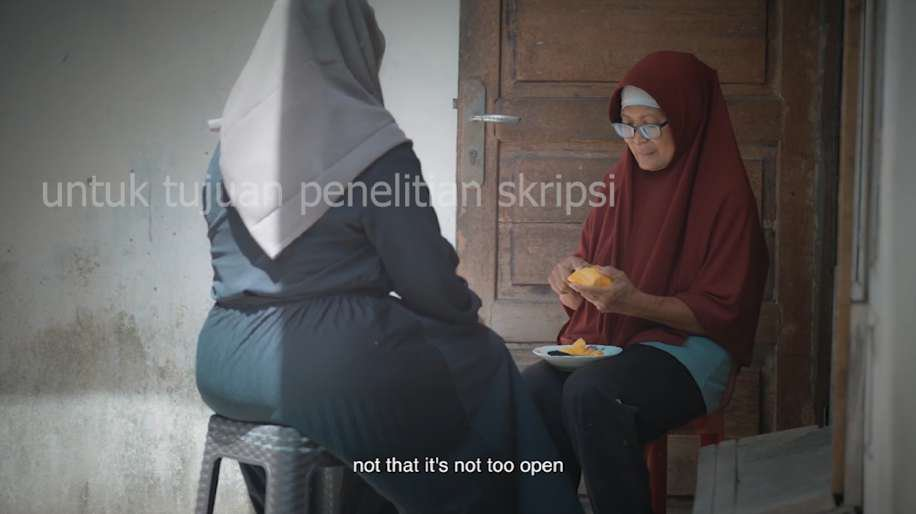 untuk tujuan penelitian skripsi
not that it's not too open